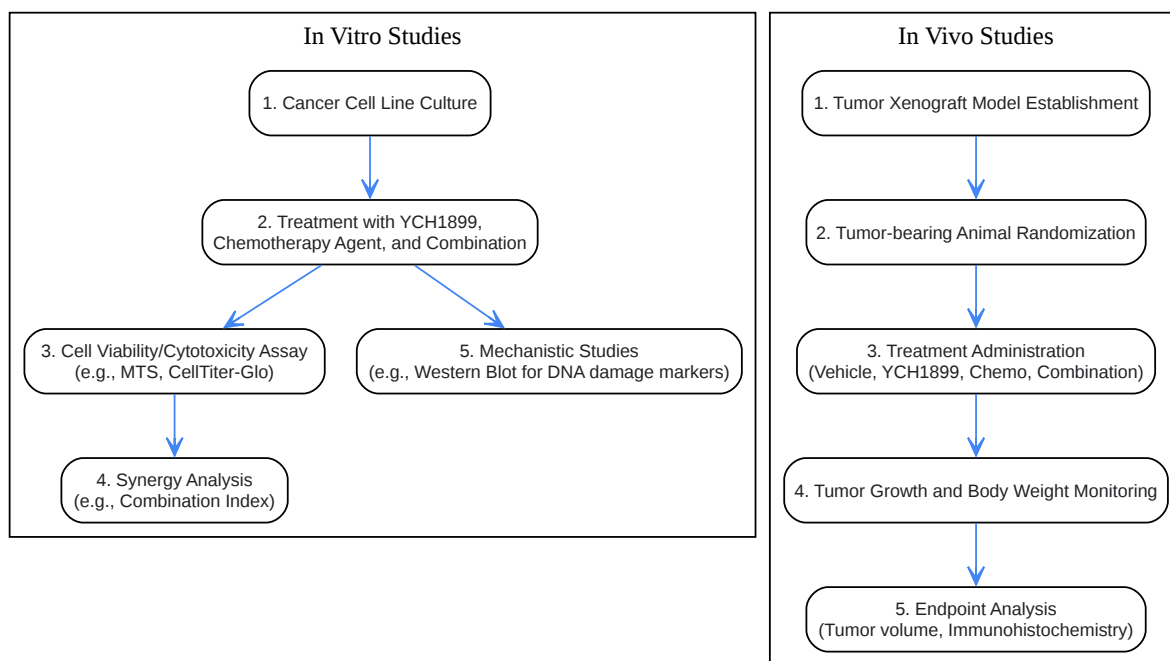 In Vitro Studies
1. Cancer Cell Line Culture
2. Treatment with YCH1899,
Chemotherapy Agent, and Combination
3. Cell Viability/Cytotoxicity Assay
(e.g., MTS, CellTiter-Glo)
5. Mechanistic Studies
(e.g., Western Blot for DNA damage markers)
4. Synergy Analysis
(e.g., Combination Index)
In Vivo Studies
1. Tumor Xenograft Model Establishment
2. Tumor-bearing Animal Randomization
3. Treatment Administration
(Vehicle, YCH1899, Chemo, Combination)
4. Tumor Growth and Body Weight Monitoring
5. Endpoint Analysis
(Tumor volume, Immunohistochemistry)